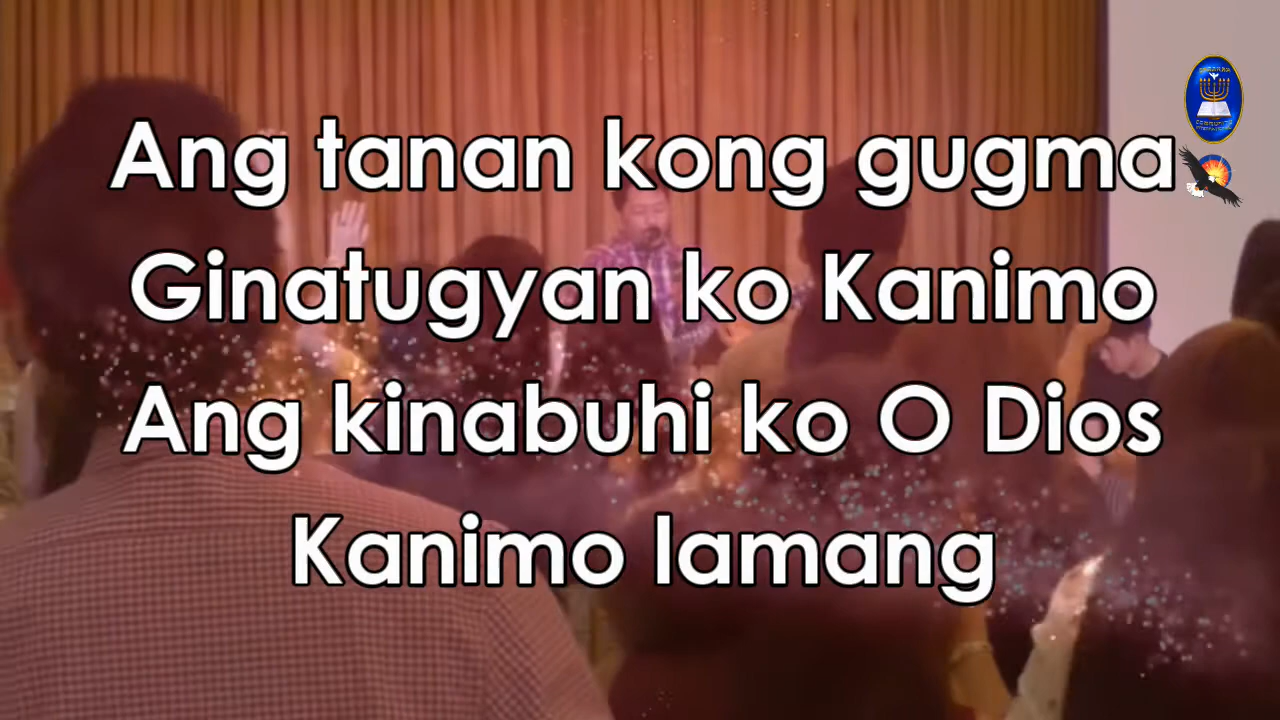 Ang tanan kong gugma
Ginatugyan ko Kanimo
Ang kinabuhi ko O Dios
Kanimo lamang